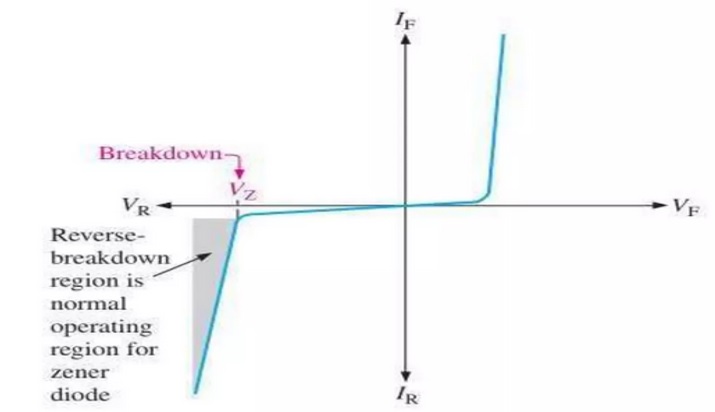 I_F
Breakdown
V_Z
V_R
V_F
Reverse-
breakdown
region is
normal
operating
region for
zener
diode
I_R